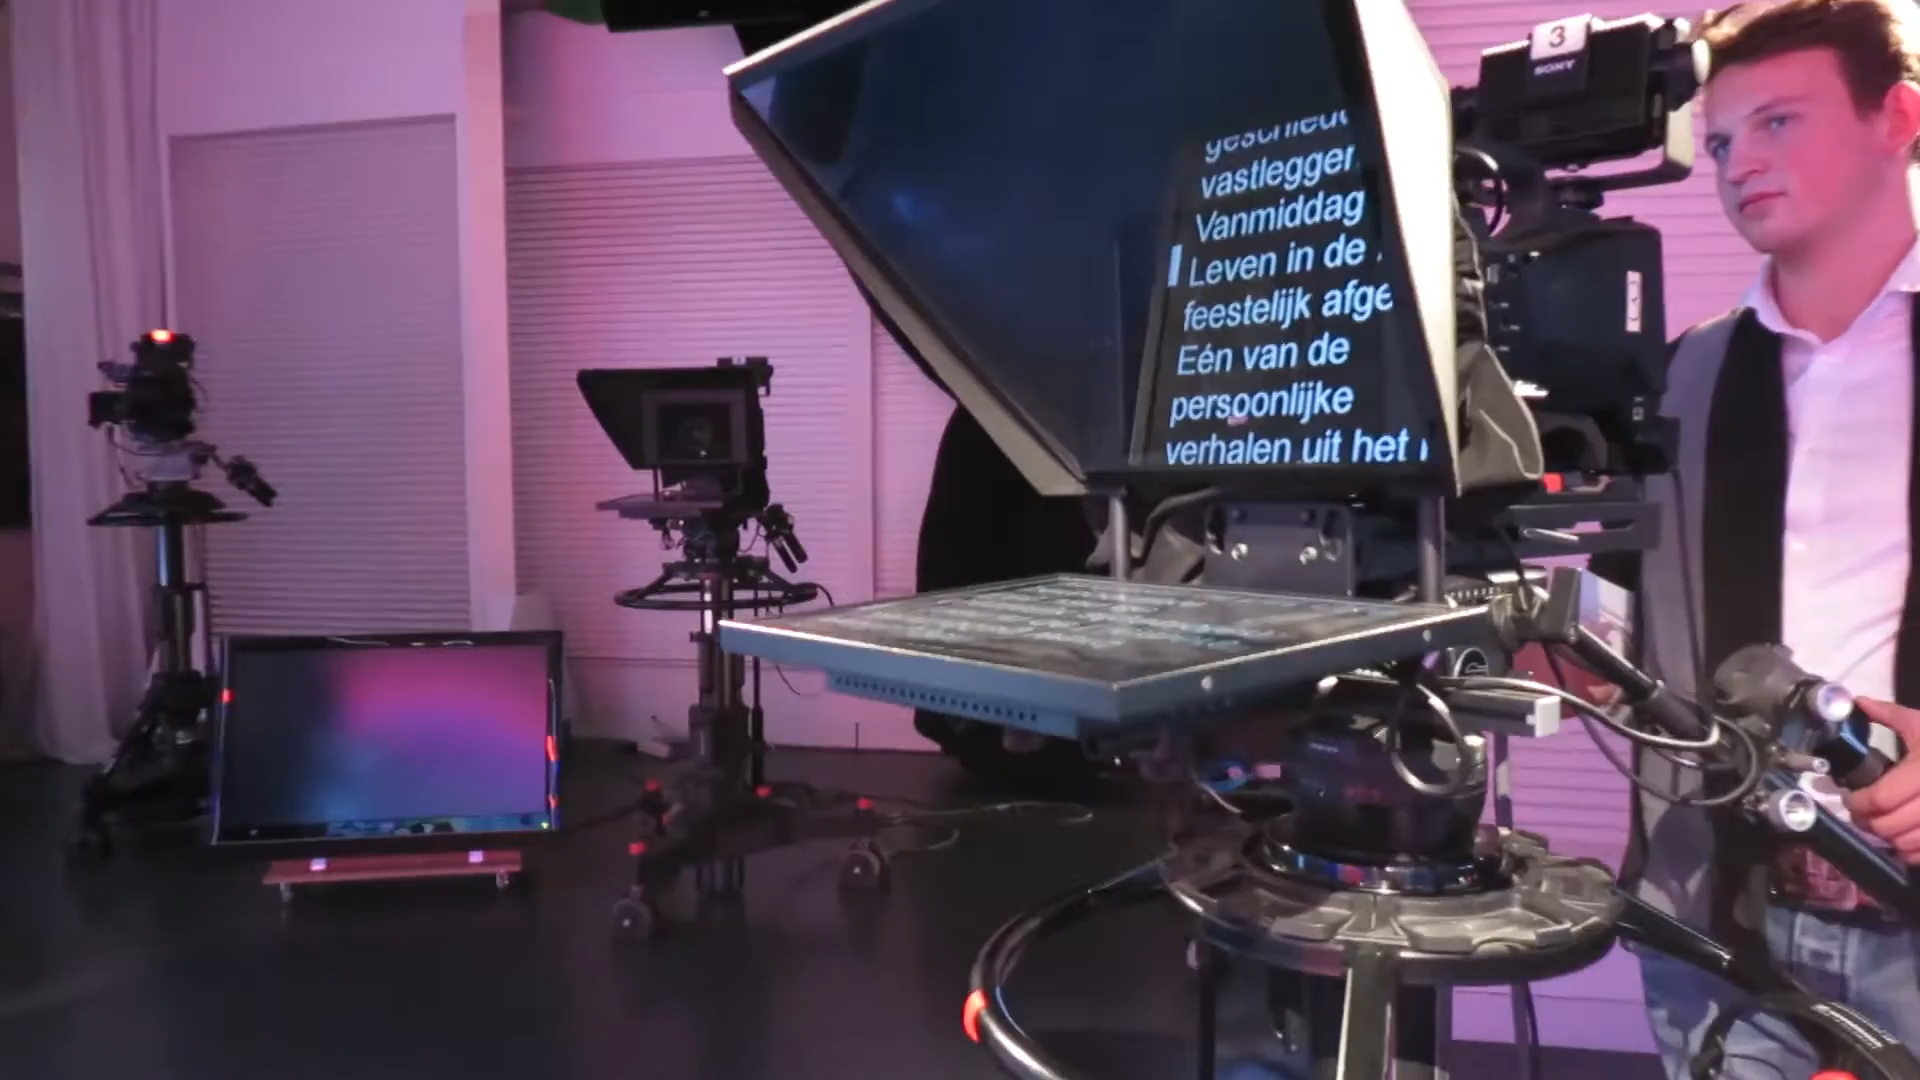 vastleggen
Vanmiddag
Leven in de
feestelijk afge
Eén van de
persoonlijke
verhalen uit het
3
SONY